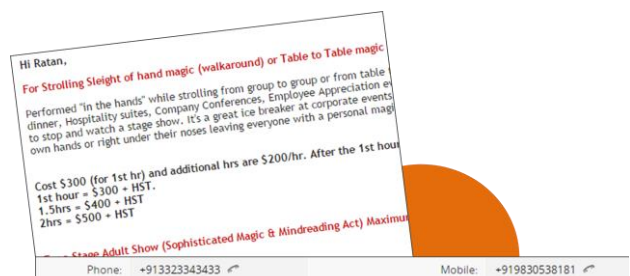 Hi Ratan,
For Strolling Sleight of hand magic (walkaround) or Table to Table magic
Performed "in the hands" while strolling from group to group or from table
dinner, Hospitality suites, Company Conferences, Employee Appreciation
to stop and watch a stage show. It's a great ice breaker at corporate events
own hands or right under their noses leaving everyone with a personal
Cost $300 (for 1st hr) and additional hrs are $200/hr. After the 1st hour
1st hour = $300 + HST.
1.5hrs = $400 + HST
2hrs = $500 + HST
Stage Adult Show (Sophisticated Magic & Mindreading Act)
Phone: +913323343433 Mobile: +919830538181